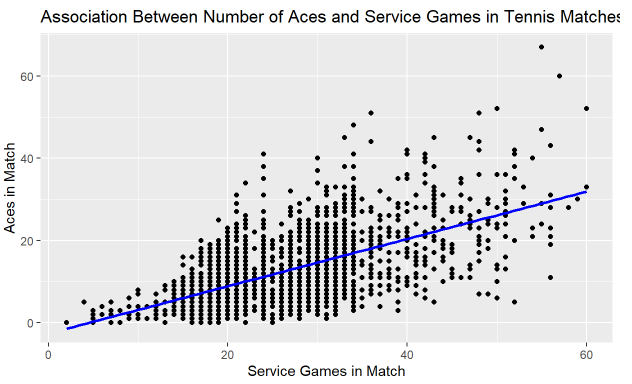 Association Between Number of Aces and Service Games in Tennis Matches
60
40
20
0
Aces in Match
0 20 40 60
Service Games in Match